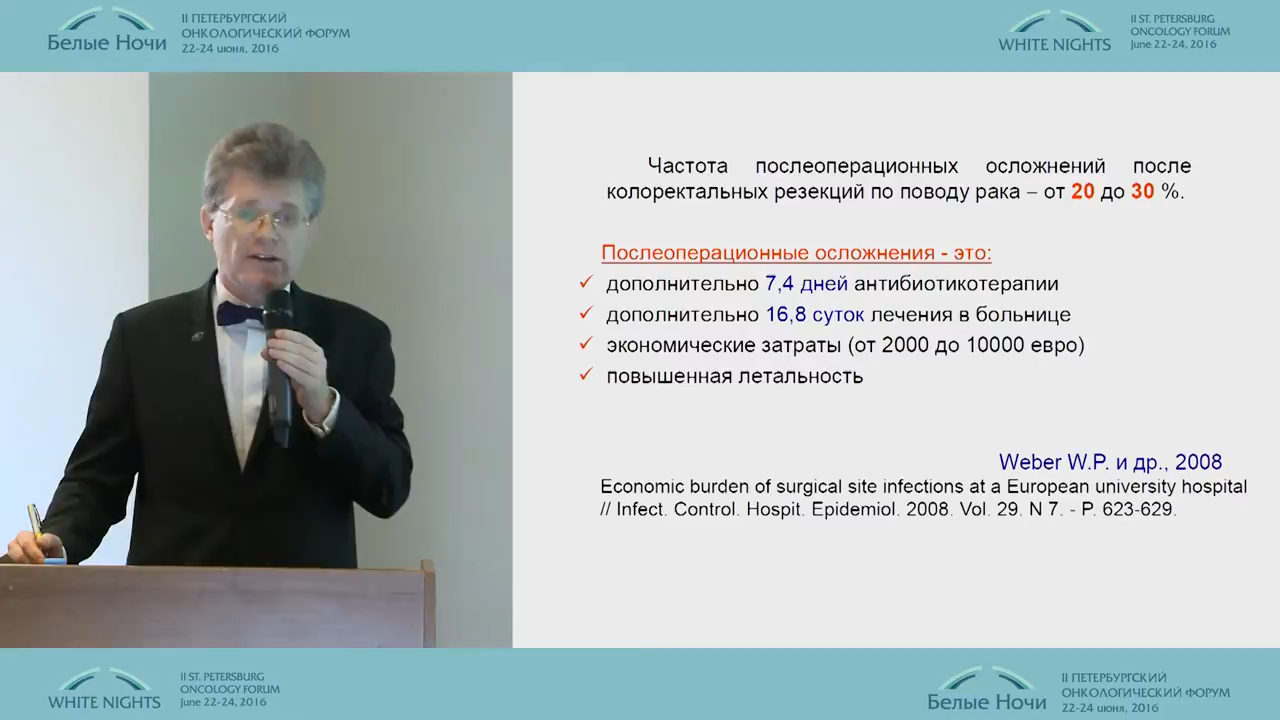 Белые Ночи
II ПЕТЕРБУРГСКИЙ
ОНКОЛОГИЧЕСКИЙ ФОРУМ
22-24 июня, 2016
WHITE NIGHTS
II ST. PETERSBURG
ONCOLOGY FORUM
June 22-24, 2016
Частота послеоперационных осложнений после
колоректальных резекций по поводу рака – от 20 до 30 %.
Послеоперационные осложнения - это:
дополнительно 7,4 дней антибиотикотерапии
дополнительно 16,8 суток лечения в больнице
экономические затраты (от 2000 до 10000 евро)
повышенная летальность
Weber W.P. и др., 2008
Economic burden of surgical site infections at a European university hospital
// Infect. Control. Hospit. Epidemiol. 2008. Vol. 29. N 7. - P. 623-629.
WHITE NIGHTS
II ST. PETERSBURG
ONCOLOGY FORUM
June 22-24, 2016
Белые Ночи
II ПЕТЕРБУРГСКИЙ
ОНКОЛОГИЧЕСКИЙ ФОРУМ
22-24 июня, 2016